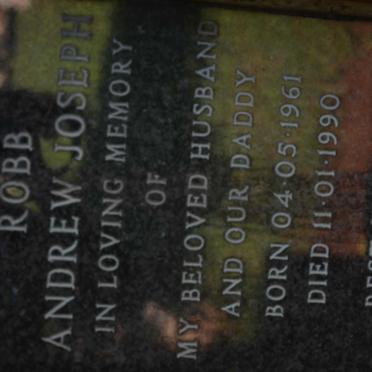 ROBB
ANDREW JOSEPH
IN LOVING MEMORY
OF
MY BELOVED HUSBAND
AND OUR DADDY
BORN 04·05·1961
DIED 11·01·1990